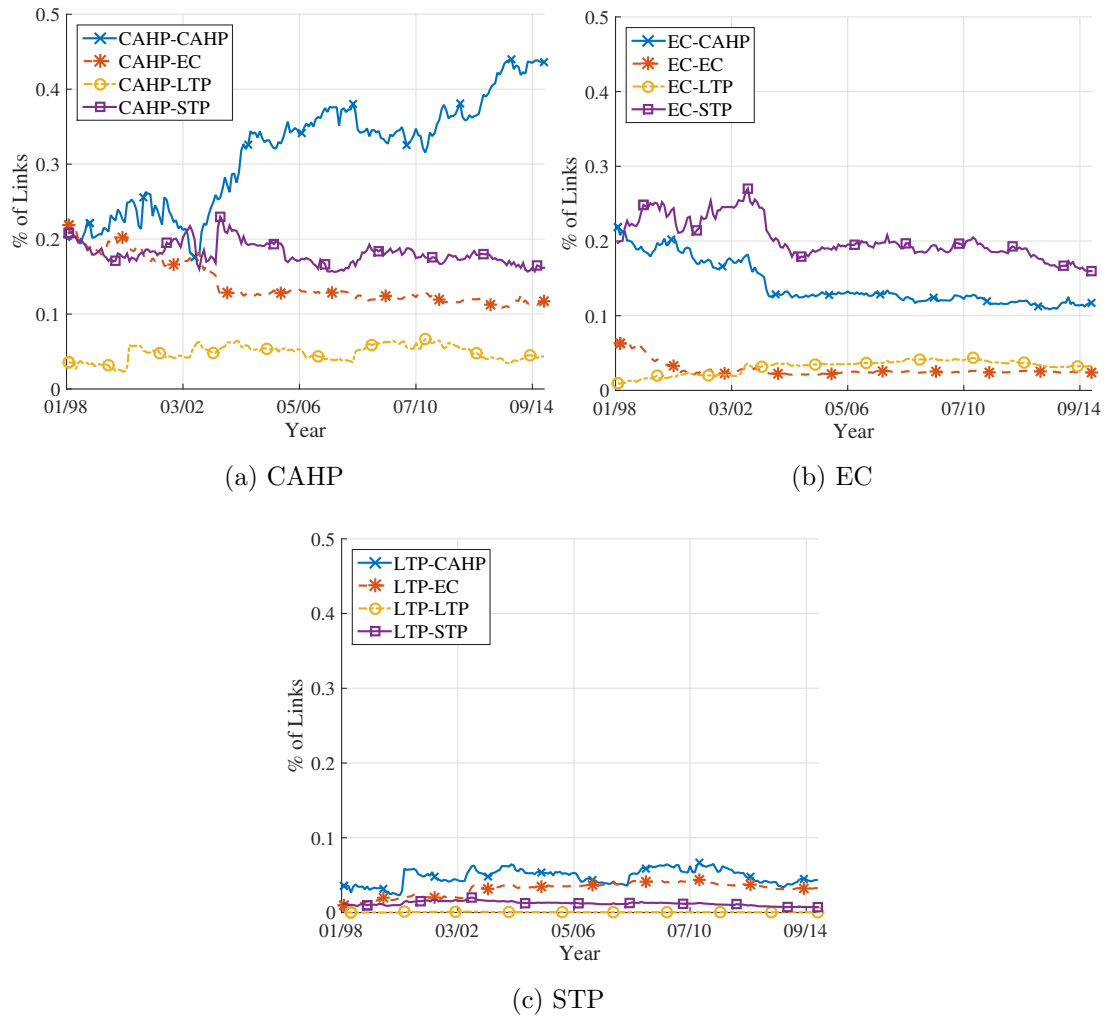 0.5
0.4
0.3
0.2
0.1
0
% of Links
CAHP-CAHP
CAHP-EC
CAHP-LTP
CAHP-STP
01/98 03/02 05/06 07/10 09/14
Year
(a) CAHP
0.5
0.4
0.3
0.2
0.1
0
% of Links
EC-CAHP
EC-EC
EC-LTP
EC-STP
01/98 03/02 05/06 07/10 09/14
Year
(b) EC
0.5
0.4
0.3
0.2
0.1
0
% of Links
LTP-CAHP
LTP-EC
LTP-LTP
LTP-STP
01/98 03/02 05/06 07/10 09/14
Year
(c) STP